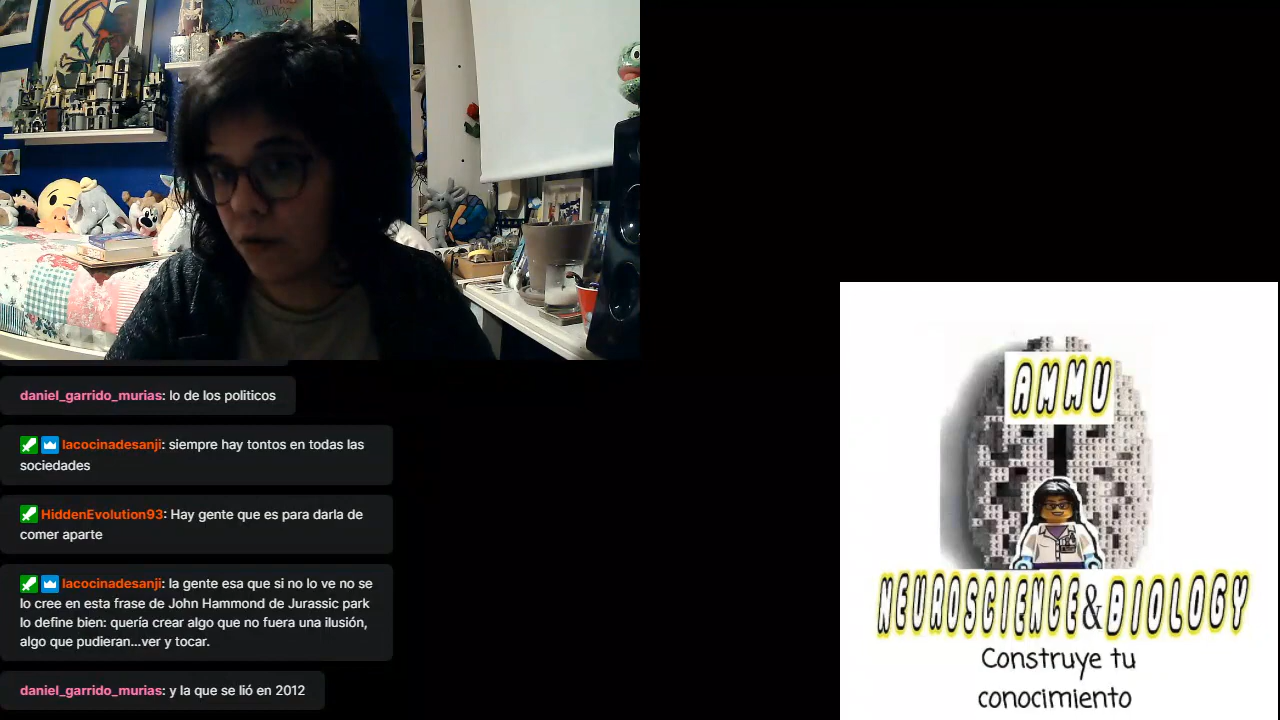 daniel_garrido_murias: lo de los politicos
lacocinadesanji: siempre hay tontos en todas las
sociedades
HiddenEvolution93: Hay gente que es para darla de
comer aparte
lacocinadesanji: la gente esa que si no lo ve no se
lo cree en esta frase de John Hammond de Jurassic park
lo define bien: quería crear algo que no fuera una ilusión,
algo que pudieran...ver y tocar.
daniel_garrido_murias: y la que se lió en 2012
AMMU
NEUROSCIENCE&BIOLOGY
Construye tu
conocimiento